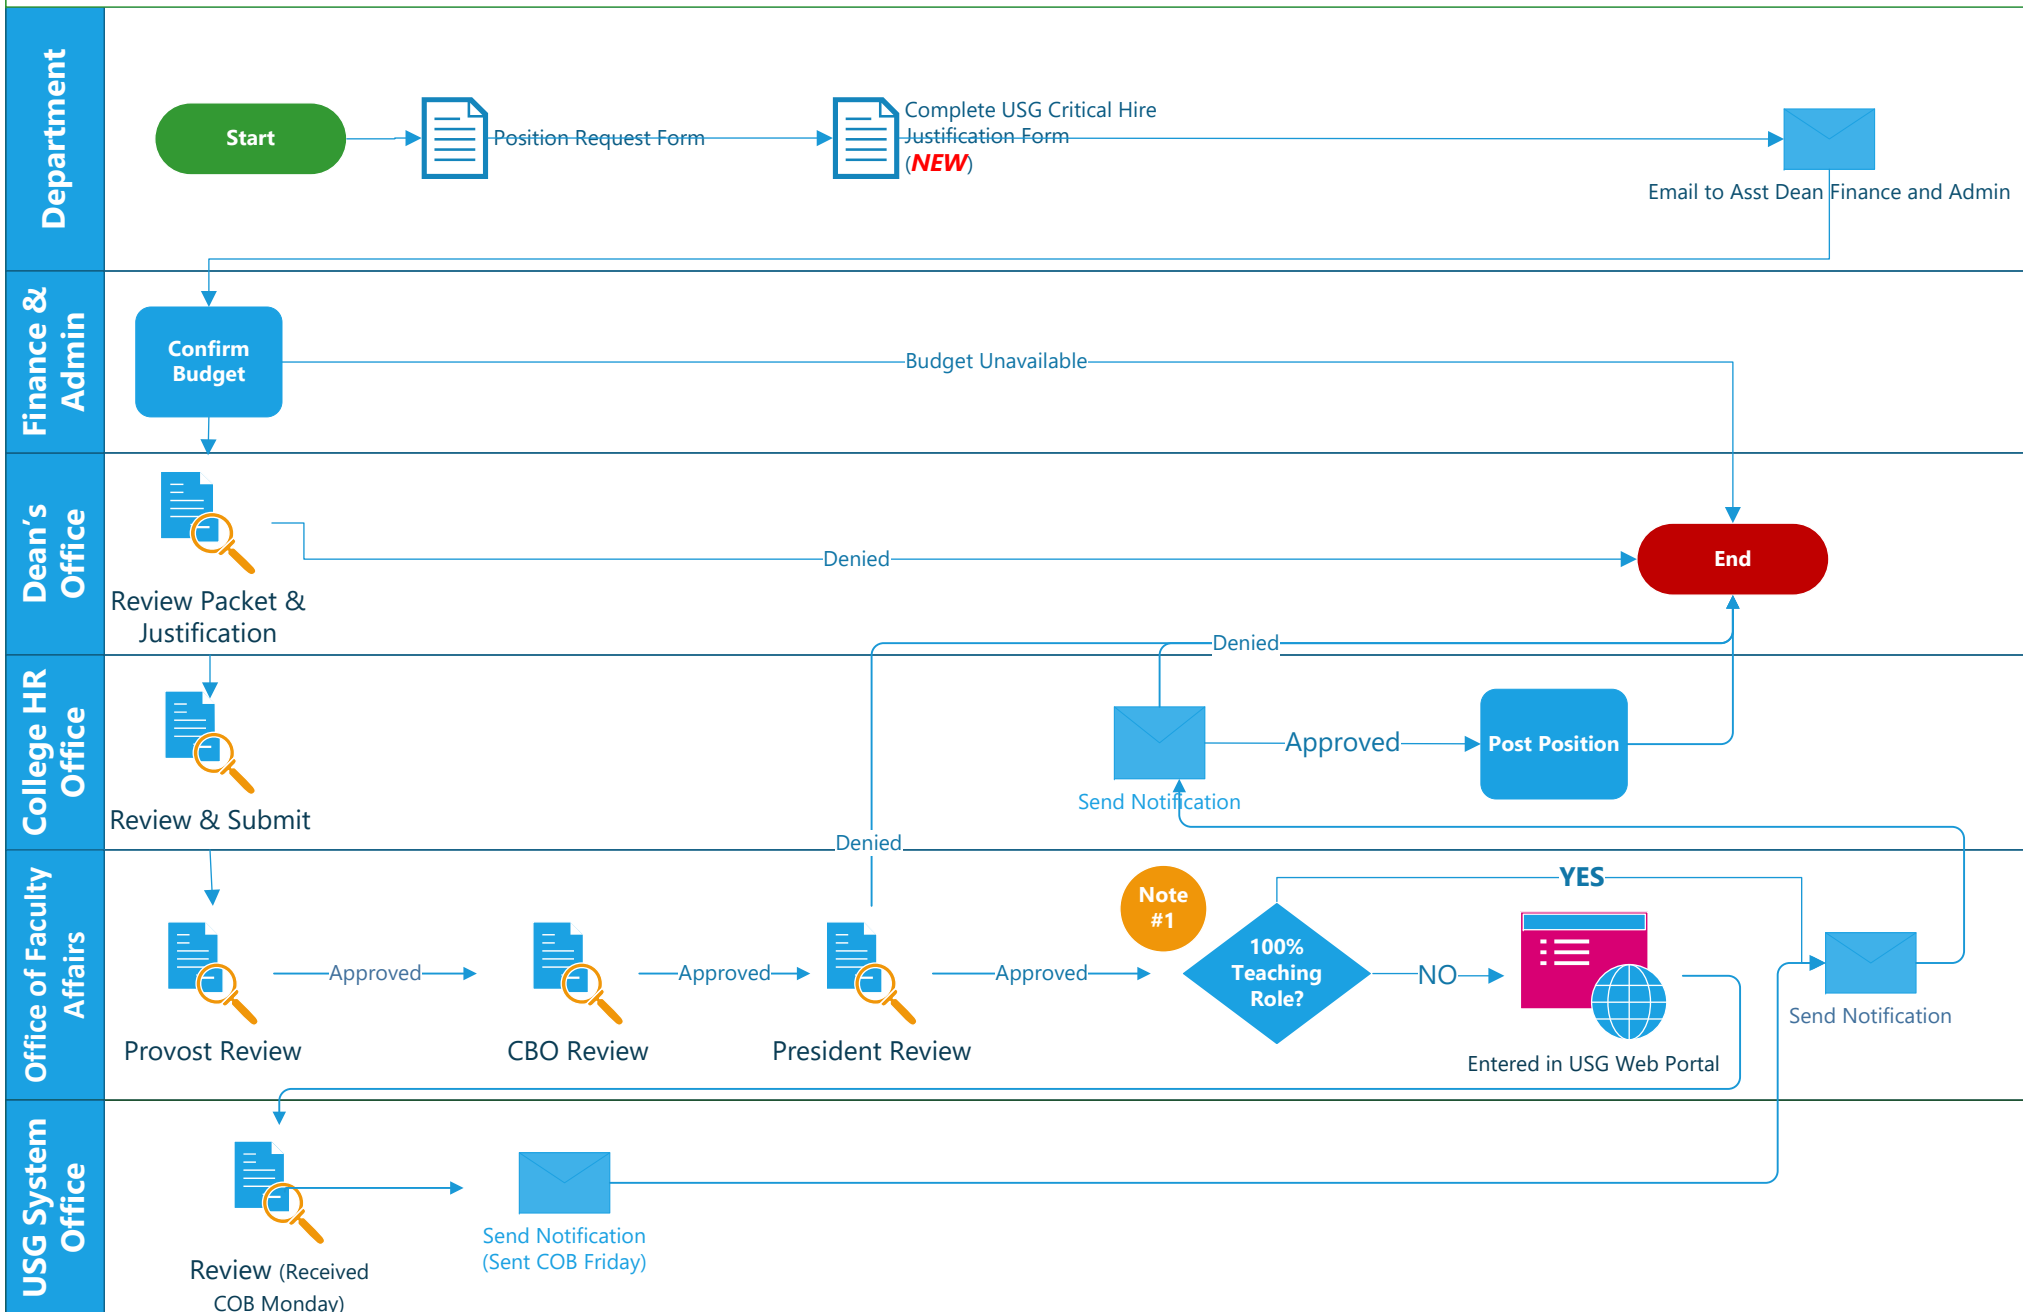 Department
Start
Position Request Form
Complete USG Critical Hire
Justification Form
(NEW)
Email to Asst Dean Finance and Admin
Finance &
Admin
Confirm
Budget
Budget Unavailable
Dean's
Office
Review Packet &
Justification
Denied
End
Denied
College HR
Office
Review & Submit
Send Notification
Approved
Post Position
Denied
Office of Faculty
Affairs
Provost Review
Approved
CBO Review
Approved
President Review
Approved
Note
#1
100%
Teaching
Role?
YES
NO
Entered in USG Web Portal
Send Notification
USG System
Office
Review (Received
COB Monday)
Send Notification
(Sent COB Friday)